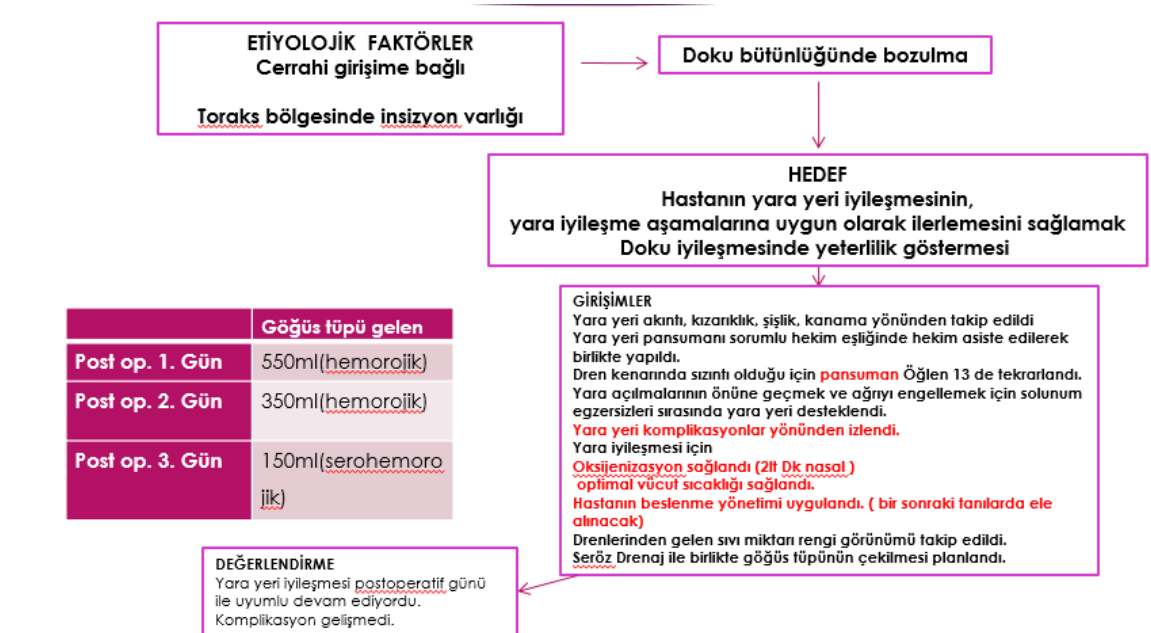 ETİYOLOJİK  FAKTÖRLER
Cerrahi girişime bağlı
Toraks bölgesinde insizyon varlığı
Doku bütünlüğünde bozulma
HEDEF
Hastanın yara yeri iyileşmesinin,
yara iyileşme aşamalarına uygun olarak ilerlemesini sağlamak
Doku iyileşmesinde yeterlilik göstermesi
GİRİŞİMLER
Yara yeri akıntı, kızarıklık, şişlik, kanama yönünden takip edildi
Yara yeri pansumanı sorumlu hekim eşliğinde hekim asiste edilerek
birlikte yapıldı.
Dren kenarında sızıntı olduğu için pansuman Öğlen 13 de tekrarlandı.
Yara açılmalarının önüne geçmek ve ağrıyı engellemek için solunum
egzersizleri sırasında yara yeri desteklendi.
Yara yeri komplikasyonlar yönünden izlendi.
Yara iyileşmesi için
Oksijenizasyon sağlandı (2lt Dk nasal )
optimal vücut sıcaklığı sağlandı.
Hastanın beslenme yönetimi uygulandı. ( bir sonraki tanılarda ele
alınacak)
Drenlerinden gelen sıvı miktarı rengi görünümü takip edildi.
Seröz Drenaj ile birlikte göğüs tüpünün çekilmesi planlandı.
Göğüs tüpü gelen
Post op. 1. Gün 550ml(hemorojik)
Post op. 2. Gün 350ml(hemorojik)
Post op. 3. Gün 150ml(serohemoro
jik)
DEĞERLENDİRME
Yara yeri iyileşmesi postoperatif günü
ile uyumlu devam ediyordu.
Komplikasyon gelişmedi.